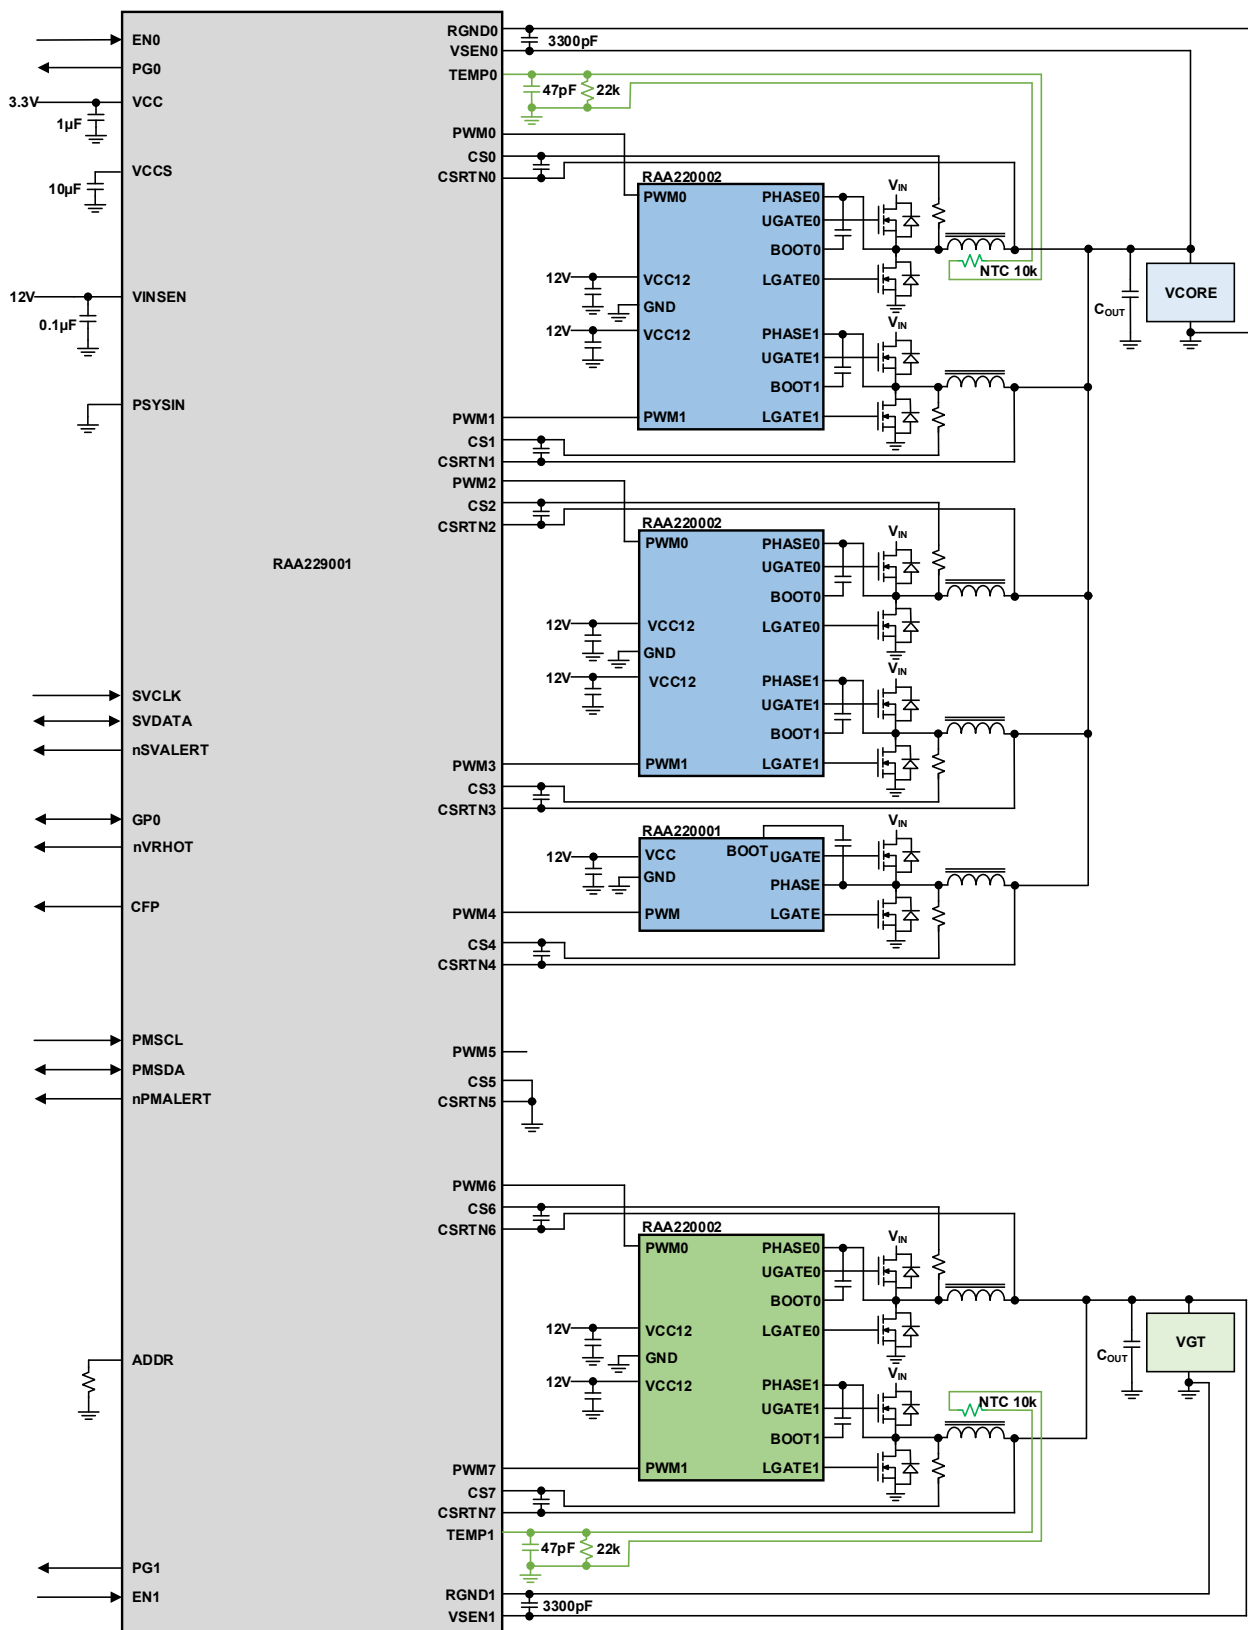 EN0
PG0
3.3V
VCC
1µF
VCCS
10µF
12V
VINSEN
0.1µF
PSYSIN
RAA229001
SVCLK
SVDATA
nSVALERT
GP0
nVRHOT
CFP
PMSCL
PMSDA
nPMALERT
ADDR
PG1
EN1
RGND0
3300pF
VSEN0
TEMP0
47pF
22k
PWM0
CS0
CSRTN0
RAA220002
PWM0
PHASE0
UGATE0
BOOT0
12V
VCC12
LGATE0
GND
12V
VCC12
PHASE1
UGATE1
BOOT1
PWM1
LGATE1
VIN
NTC 10k
VIN
COUT
VCORE
PWM1
CS1
CSRTN1
PWM2
CS2
CSRTN2
RAA220002
PWM0
PHASE0
UGATE0
BOOT0
12V
VCC12
LGATE0
GND
12V
VCC12
PHASE1
UGATE1
BOOT1
PWM1
LGATE1
VIN
VIN
PWM3
CS3
CSRTN3
RAA220001
BOOT
VIN
12V
VCC
UGATE
GND
PHASE
PWM
LGATE
PWM4
CS4
CSRTN4
PWM5
CS5
CSRTN5
PWM6
CS6
CSRTN6
RAA220002
PWM0
PHASE0
UGATE0
BOOT0
12V
VCC12
LGATE0
GND
12V
VCC12
PHASE1
UGATE1
BOOT1
PWM1
LGATE1
VIN
VIN
NTC 10k
COUT
VGT
PWM7
CS7
CSRTN7
TEMP1
47pF
22k
RGND1
3300pF
VSEN1